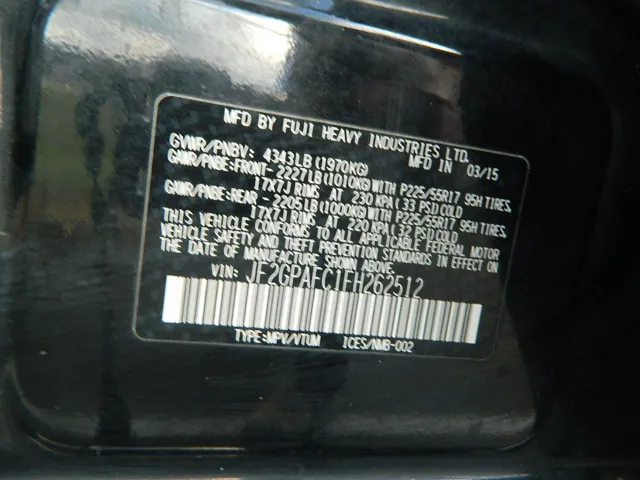 MFD BY FUJI HEAVY INDUSTRIES LTD.
GVWR/PNBV: 4343LB (1970KG) MFD IN 03/15
GAWR/PNBE:FRONT- 2227LB (1010KG)WITH P225/55R17 95H TIRES,
17X7J RIMS AT 230 KPA( 33 PSI)COLD
GAWR/PNBE:REAR - 2205LB (1000KG)WITH P225/55R17 95H TIRES,
17X7J RIMS AT 220 KPA( 32 PSI)COLD
THIS VEHICLE CONFORMS TO ALL APPLICABLE FEDERAL MOTOR
VEHICLE SAFETY AND THEFT PREVENTION STANDARDS IN EFFECT ON
THE DATE OF MANUFACTURE SHOWN ABOVE.
VIN: JF2GPAFC1FH262512
TYPE:MPV/VTUM ICES/NMB-002